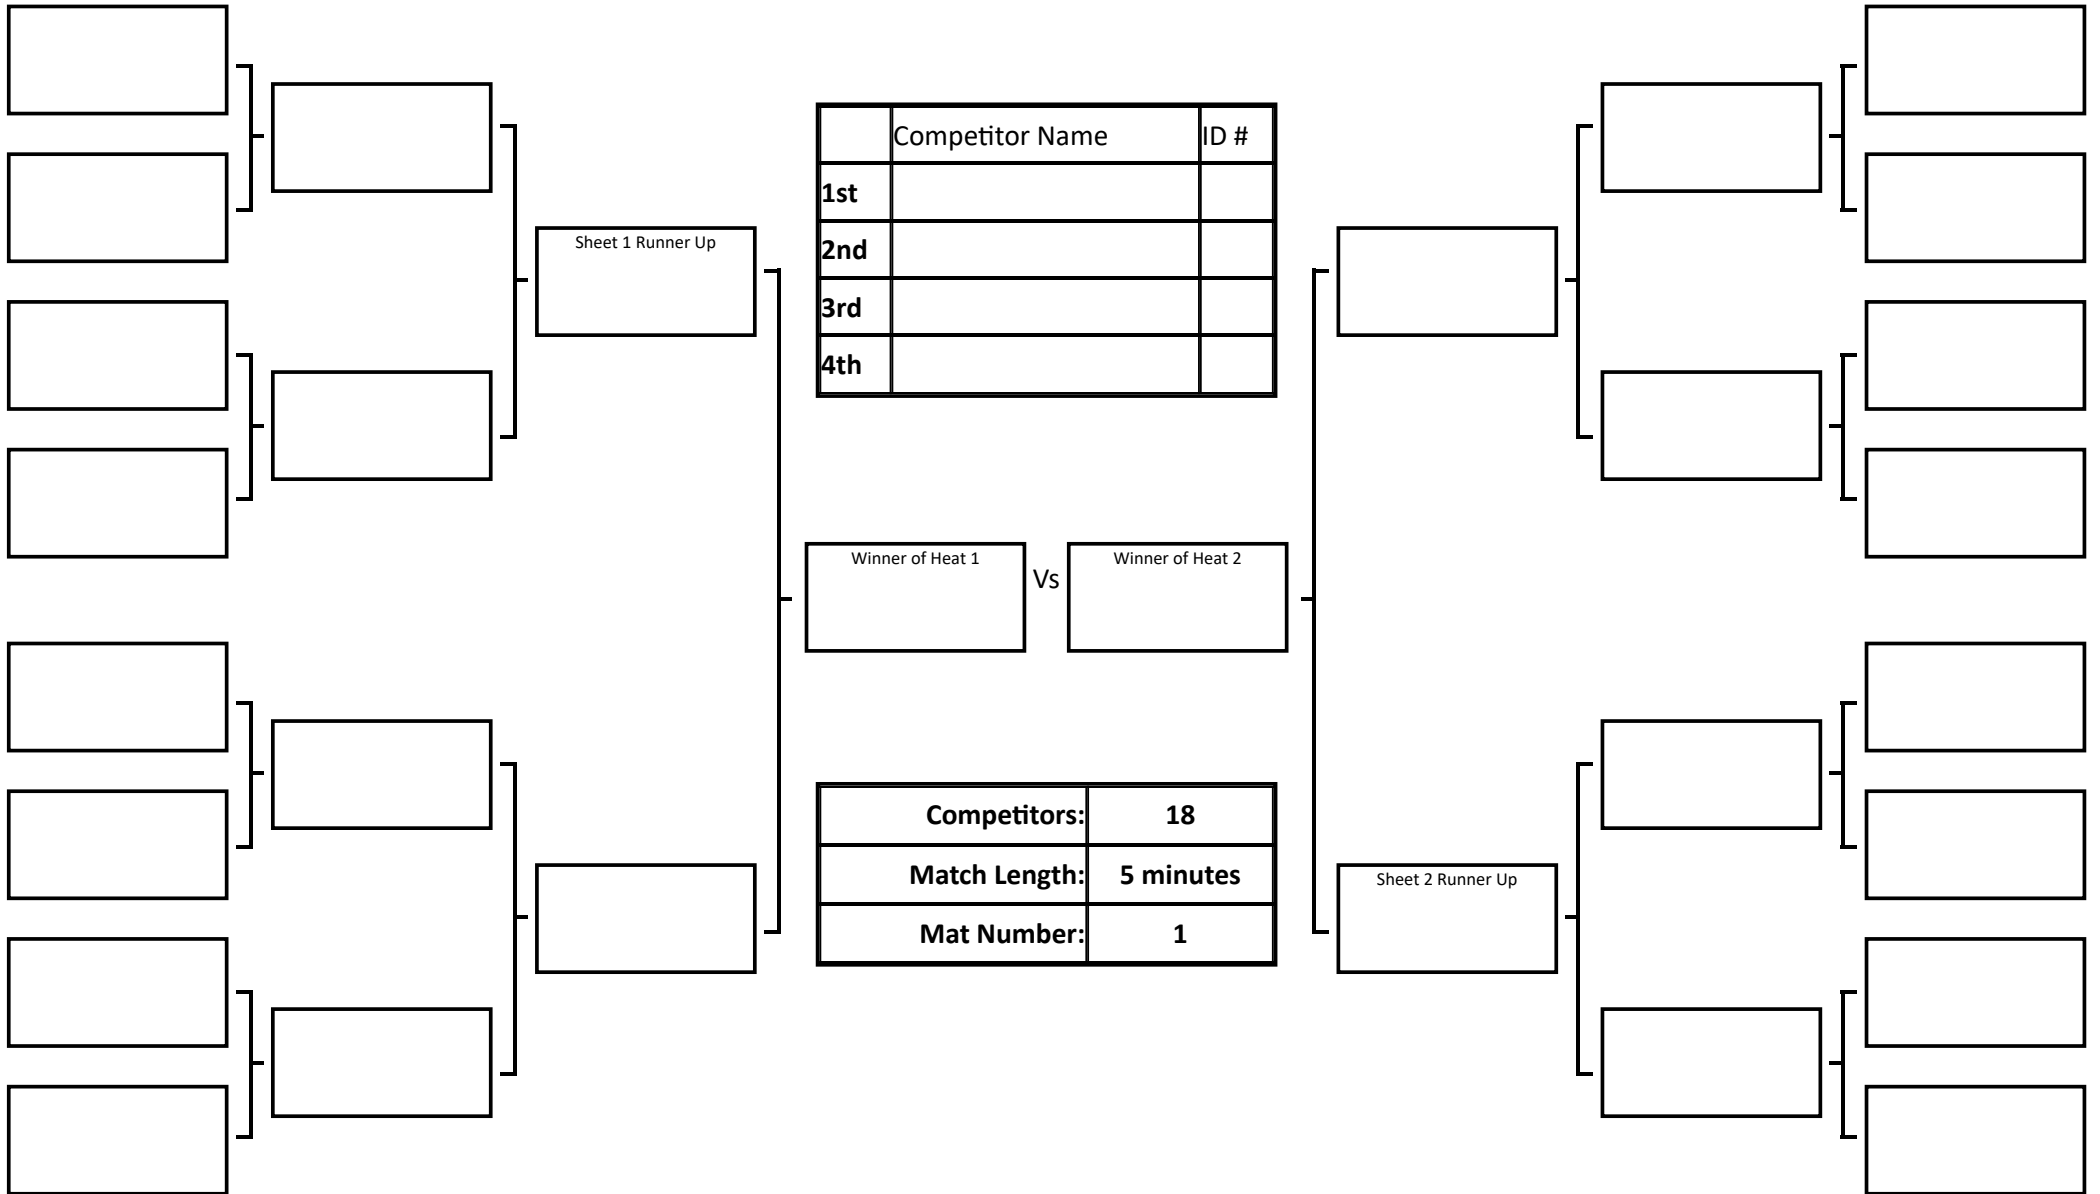 Competitor Name ID #
1st
2nd
3rd
4th
Sheet 1 Runner Up
Winner of Heat 1 Vs Winner of Heat 2
Competitors: 18
Match Length: 5 minutes
Mat Number: 1
Sheet 2 Runner Up